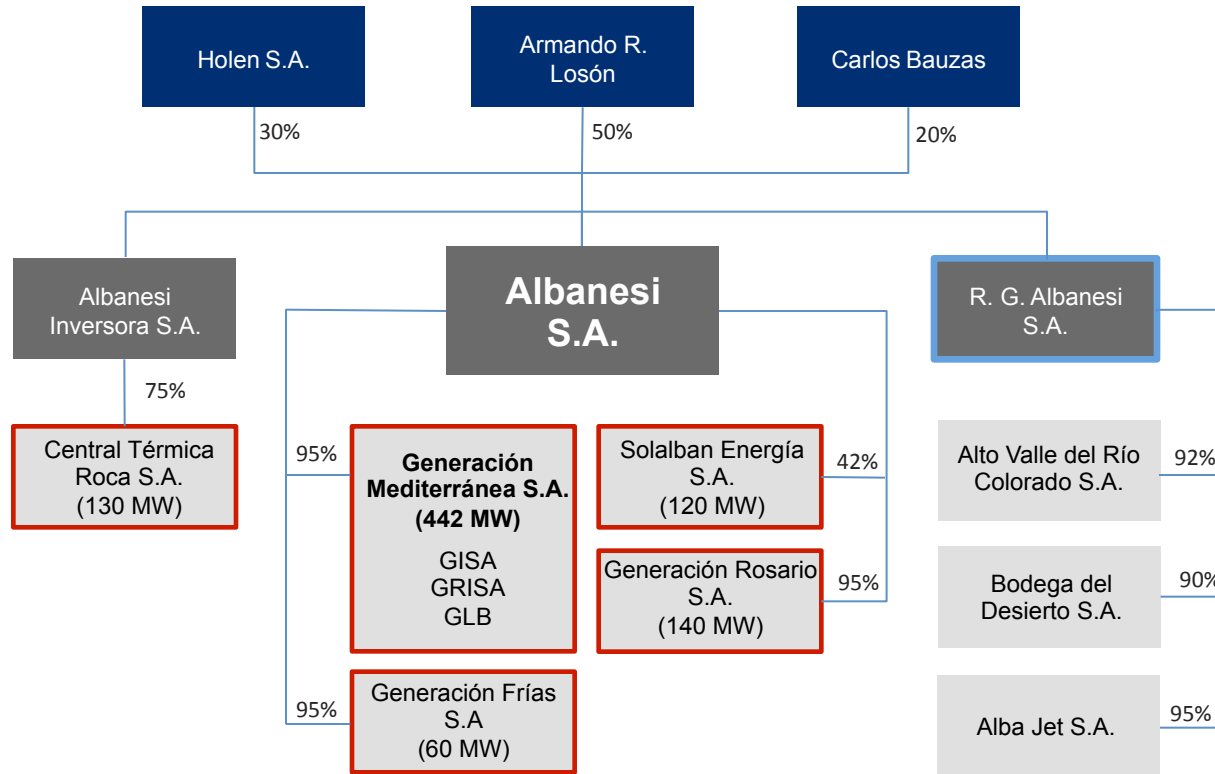 Holen S.A.
Armando R.
Losón
Carlos Bauzas
30%
50%
20%
Albanesi
Inversora S.A.
Albanesi
S.A.
R. G. Albanesi
S.A.
75%
Central Térmica
Roca S.A.
(130 MW)
95%
Generación
Mediterránea S.A.
(442 MW)
GISA
GRISA
GLB
Solalban Energía
S.A.
(120 MW)
42%
Generación Rosario
S.A.
(140 MW)
95%
95%
Generación Frías
S.A
(60 MW)
Alto Valle del Río
Colorado S.A.
92%
Bodega del
Desierto S.A.
90%
Alba Jet S.A.
95%